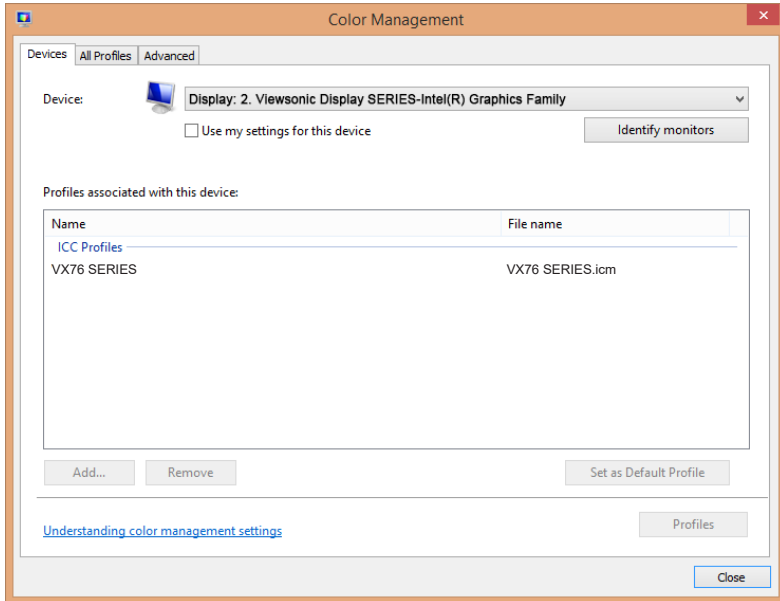 Color Management
Devices All Profiles Advanced
Device: Display: 2. Viewsonic Display SERIES-Intel(R) Graphics Family
Use my settings for this device Identify monitors
Profiles associated with this device:
Name File name
ICC Profiles
VX76 SERIES VX76 SERIES.icm
Add... Remove Set as Default Profile
Understanding color management settings Profiles
Close